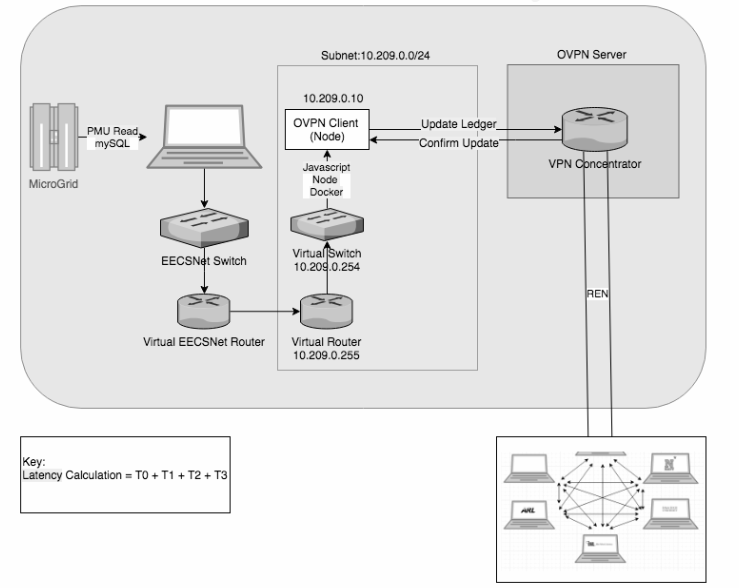 Subnet:10.209.0.0/24
OVPN Server
10.209.0.10
OVPN Client
(Node)
Update Ledger
Confirm Update
PMU Read
mySQL
MicroGrid
VPN Concentrator
Javascript
Node
Docker
EECSNet Switch
Virtual Switch
10.209.0.254
REN
Virtual EECSNet Router
Virtual Router
10.209.0.255
Key:
Latency Calculation = T0 + T1 + T2 + T3
ARL